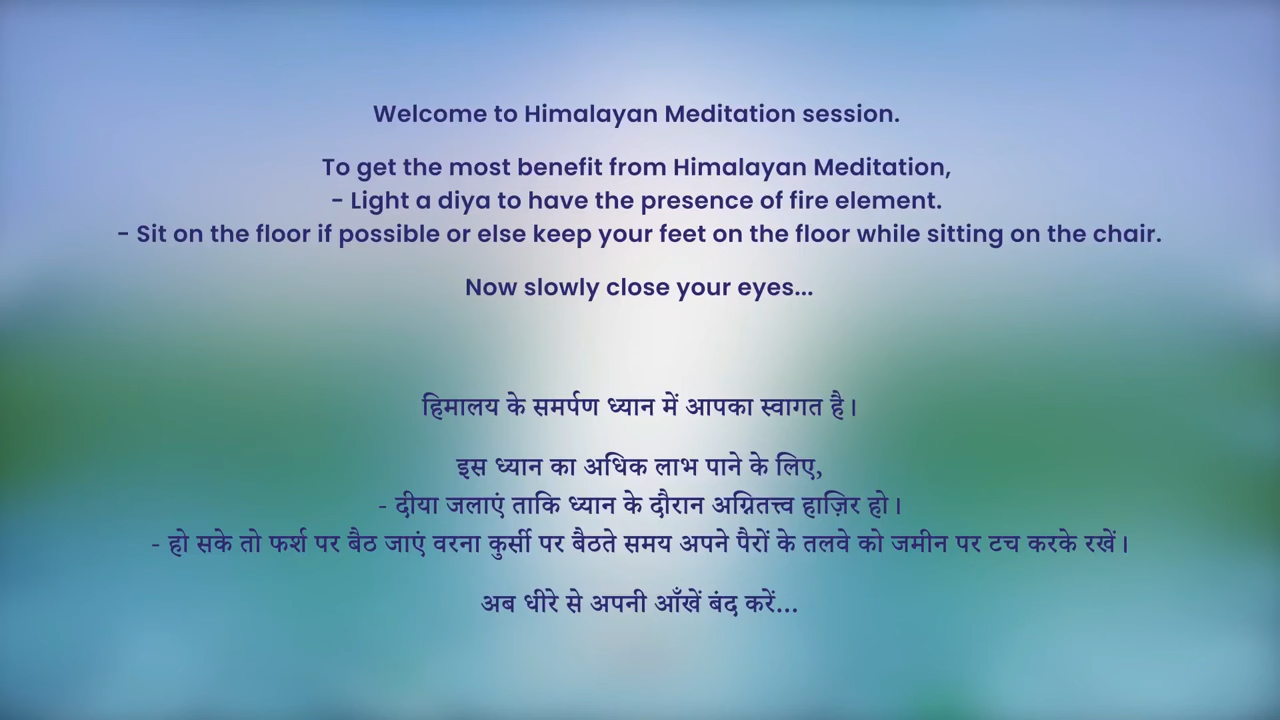 Welcome to Himalayan Meditation session.
To get the most benefit from Himalayan Meditation,
- Light a diya to have the presence of fire element.
- Sit on the floor if possible or else keep your feet on the floor while sitting on the chair.
Now slowly close your eyes...
हिमालय के समर्पण ध्यान में आपका स्वागत है।
इस ध्यान का अधिक लाभ पाने के लिए,
- दीया जलाएं ताकि ध्यान के दौरान अग्नितत्त्व हाज़िर हो।
- हो सके तो फर्श पर बैठ जाएं वरना कुर्सी पर बैठते समय अपने पैरों के तलवे को जमीन पर टच करके रखें।
अब धीरे से अपनी आँखें बंद करें...